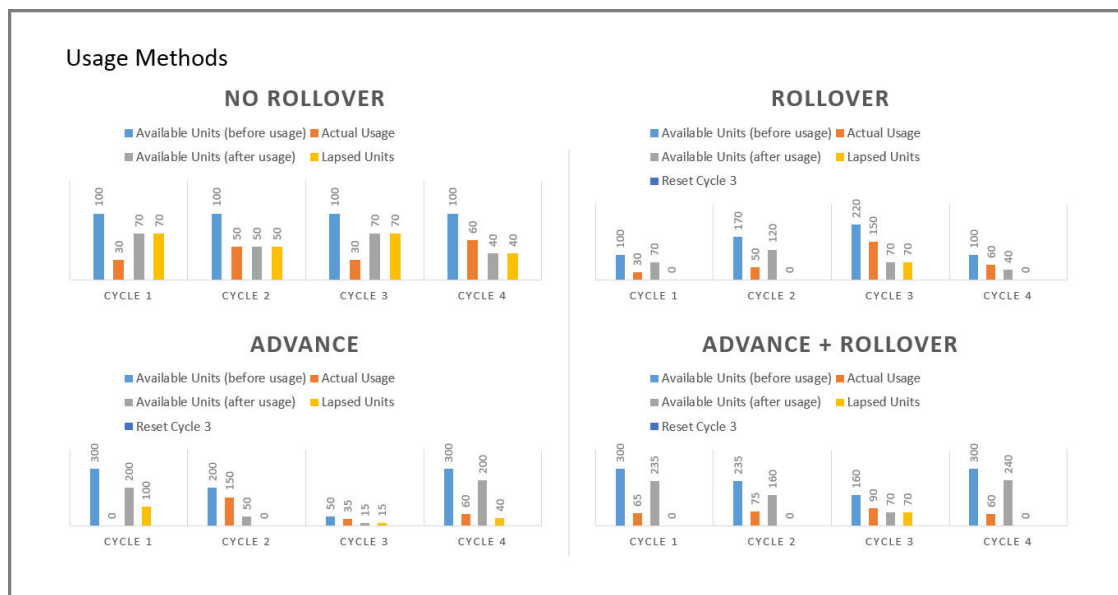 Usage Methods
NO ROLLOVER
Available Units (before usage) Actual Usage
Available Units (after usage) Lapsed Units
100 30 70 70 100 50 50 50 100 30 70 70 100 60 40 40
CYCLE 1 CYCLE 2 CYCLE 3 CYCLE 4
ROLLOVER
Available Units (before usage) Actual Usage
Available Units (after usage) Lapsed Units
Reset Cycle 3
100 30 70 0 170 50 120 0 220 150 70 70 100 60 40 0
CYCLE 1 CYCLE 2 CYCLE 3 CYCLE 4
ADVANCE
Available Units (before usage) Actual Usage
Available Units (after usage) Lapsed Units
Reset Cycle 3
300 0 200 100 200 150 50 0 50 35 15 15 300 60 200 40
CYCLE 1 CYCLE 2 CYCLE 3 CYCLE 4
ADVANCE + ROLLOVER
Available Units (before usage) Actual Usage
Available Units (after usage) Lapsed Units
Reset Cycle 3
300 65 235 0 235 75 160 0 160 90 70 70 300 60 240 0
CYCLE 1 CYCLE 2 CYCLE 3 CYCLE 4